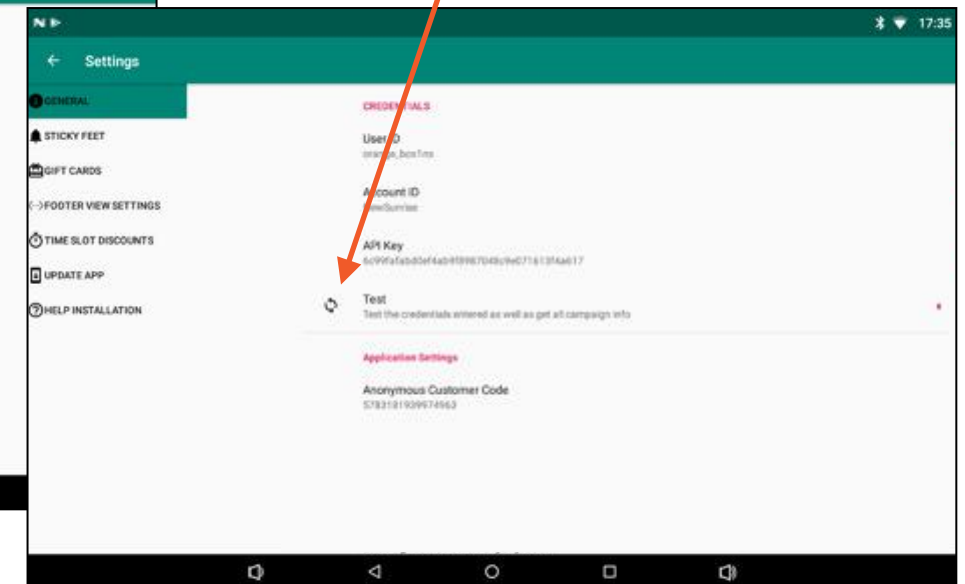 17:35
Settings
GENERAL
CREDENTIALS
STICKY FEET
User ID
GIFT CARDS
Account ID
FOOTER VIEW SETTINGS
TIME SLOT DISCOUNTS
API Key
UPDATE APP
HELP INSTALLATION
Test
Test the credentials entered as well as get all campaign info
Application Settings
Anonymous Customer Code